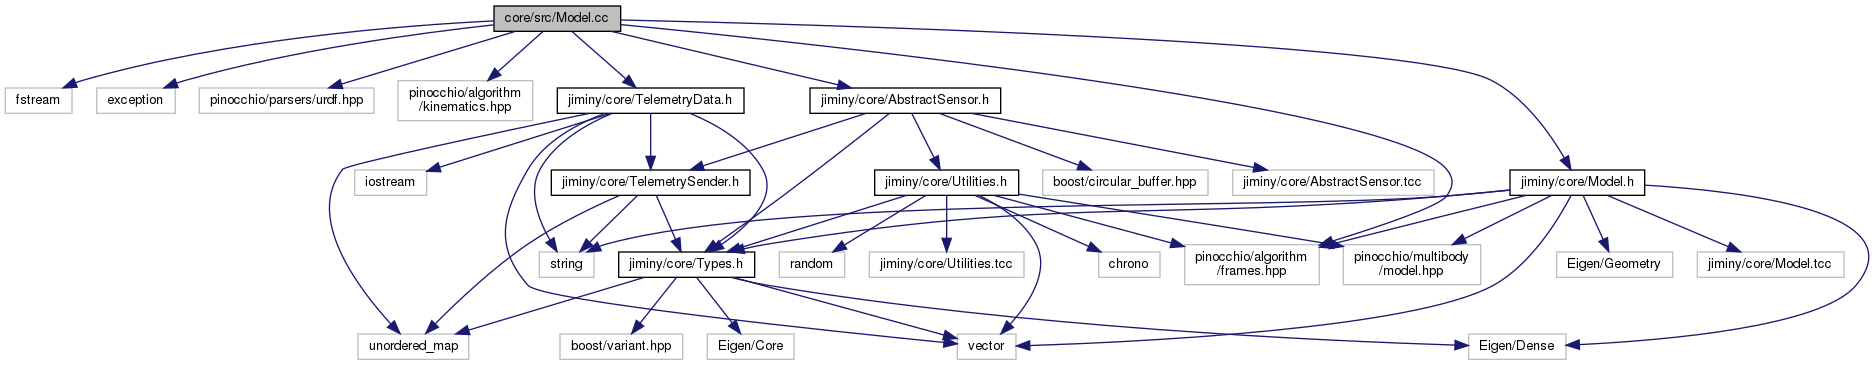 core/src/Model.cc
fstream
exception
pinocchio/parsers/urdf.hpp
pinocchio/algorithm
/kinematics.hpp
jiminy/core/TelemetryData.h
jiminy/core/AbstractSensor.h
iostream
jiminy/core/TelemetrySender.h
jiminy/core/Utilities.h
boost/circular_buffer.hpp
jiminy/core/AbstractSensor.tcc
jiminy/core/Model.h
string
jiminy/core/Types.h
random
jiminy/core/Utilities.tcc
chrono
pinocchio/algorithm
/frames.hpp
pinocchio/multibody
/model.hpp
Eigen/Geometry
jiminy/core/Model.tcc
unordered_map
boost/variant.hpp
Eigen/Core
vector
Eigen/Dense